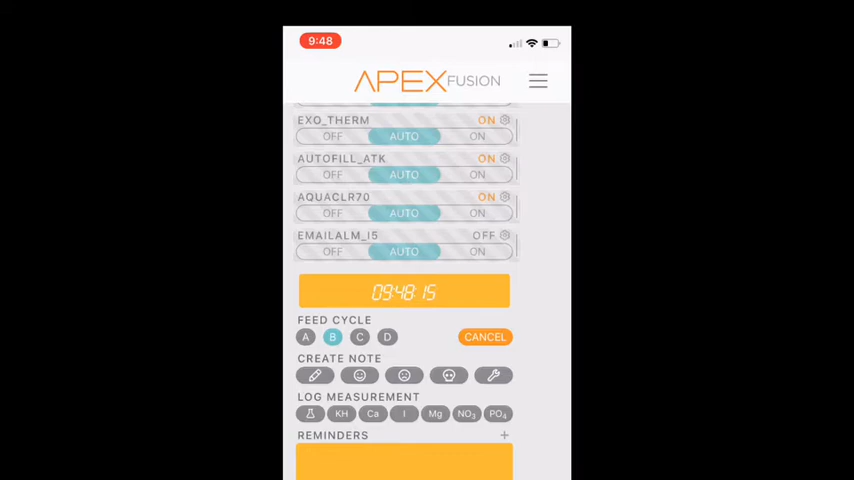 9:48
APEX FUSION
EXO_THERM ON
OFF AUTO ON
AUTOFILL_ATK ON
OFF AUTO ON
AQUACLR70 ON
OFF AUTO ON
EMAILALM_I5 OFF
OFF AUTO ON
09:48:15
FEED CYCLE
A B C D CANCEL
CREATE NOTE
LOG MEASUREMENT
KH Ca I Mg NO3 PO4
REMINDERS +